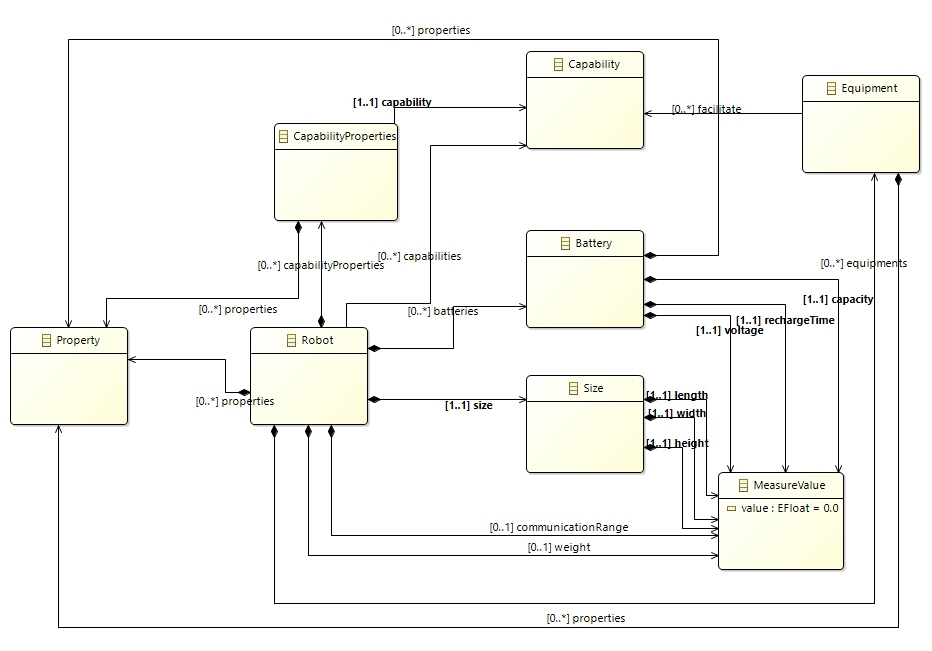 [0..*] properties
Capability
Equipment
[1..1] capability
[0..*] facilitate
CapabilityProperties
Battery
[0..*] capabilities
[0..*] capabilityProperties
[0..*] equipments
[1..1] capacity
[0..*] properties
[0..*] batteries
[1..1] rechargeTime
[1..1] voltage
Property
Robot
Size
[1..1] length
[0..*] properties
[1..1] size
[1..1] width
[1..1] height
MeasureValue
value : EFloat = 0.0
[0..1] communicationRange
[0..1] weight
[0..*] properties